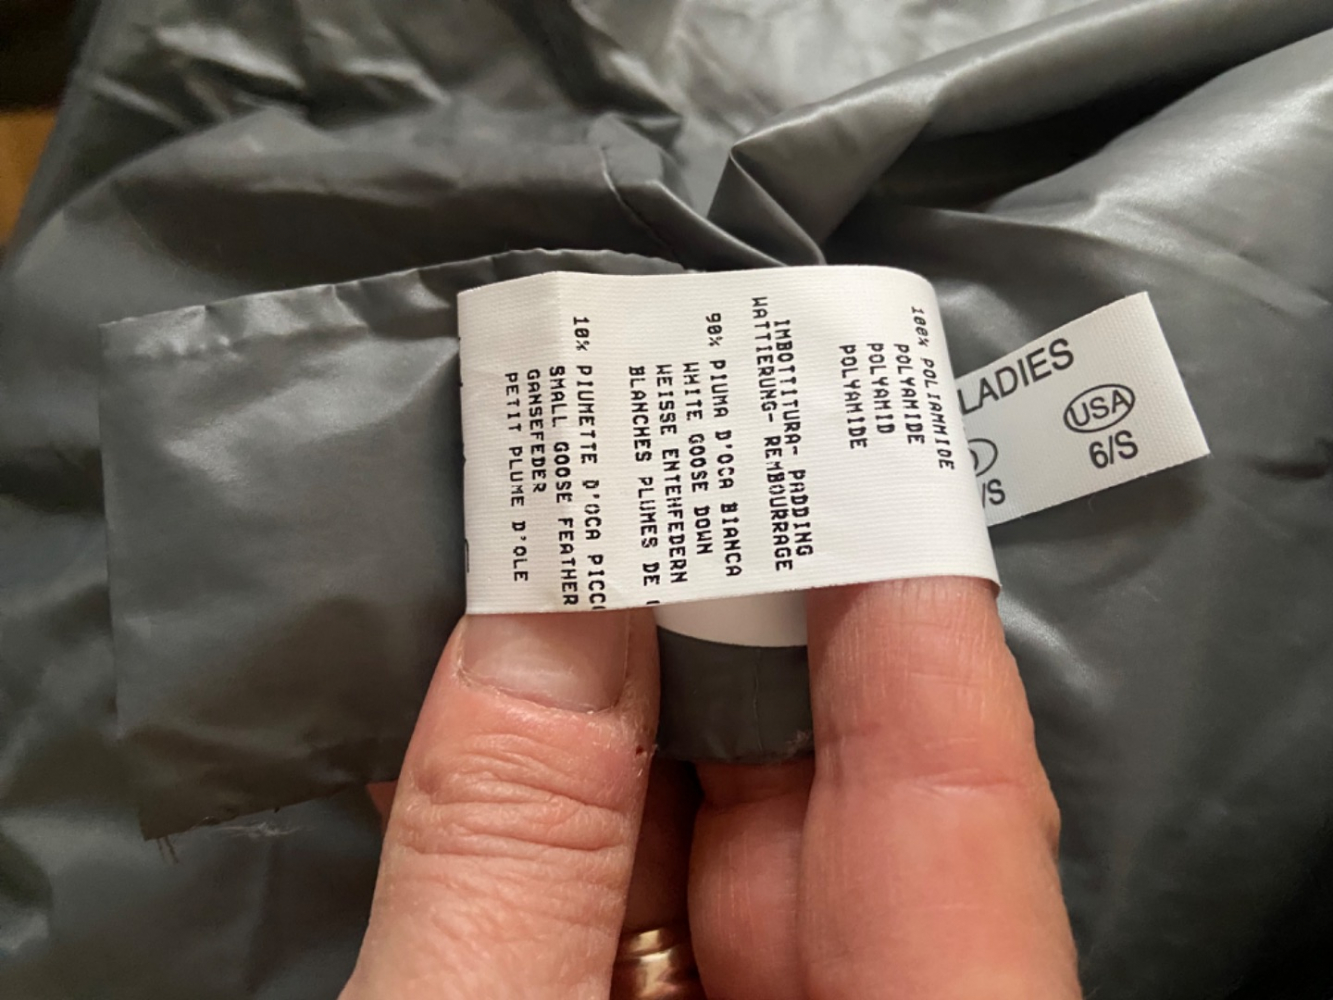 100% POLIAMMIDE
POLYAMIDE
POLYAMID
POLYAMIDE
IMBOTTITURA- PADDING
WATTIERUNG- REMBOURRAGE
90% PIUMA D'OCA BIANCA
WHITE GOOSE DOWN
WEISSE ENTENFEDERN
BLANCHES PLUMES DE
10% PIUMETTE D'OCA
SMALL GOOSE FEATHER
GANSEFEDER
PETIT PLUME D'OLE
LADIES
USA
6/S
/S